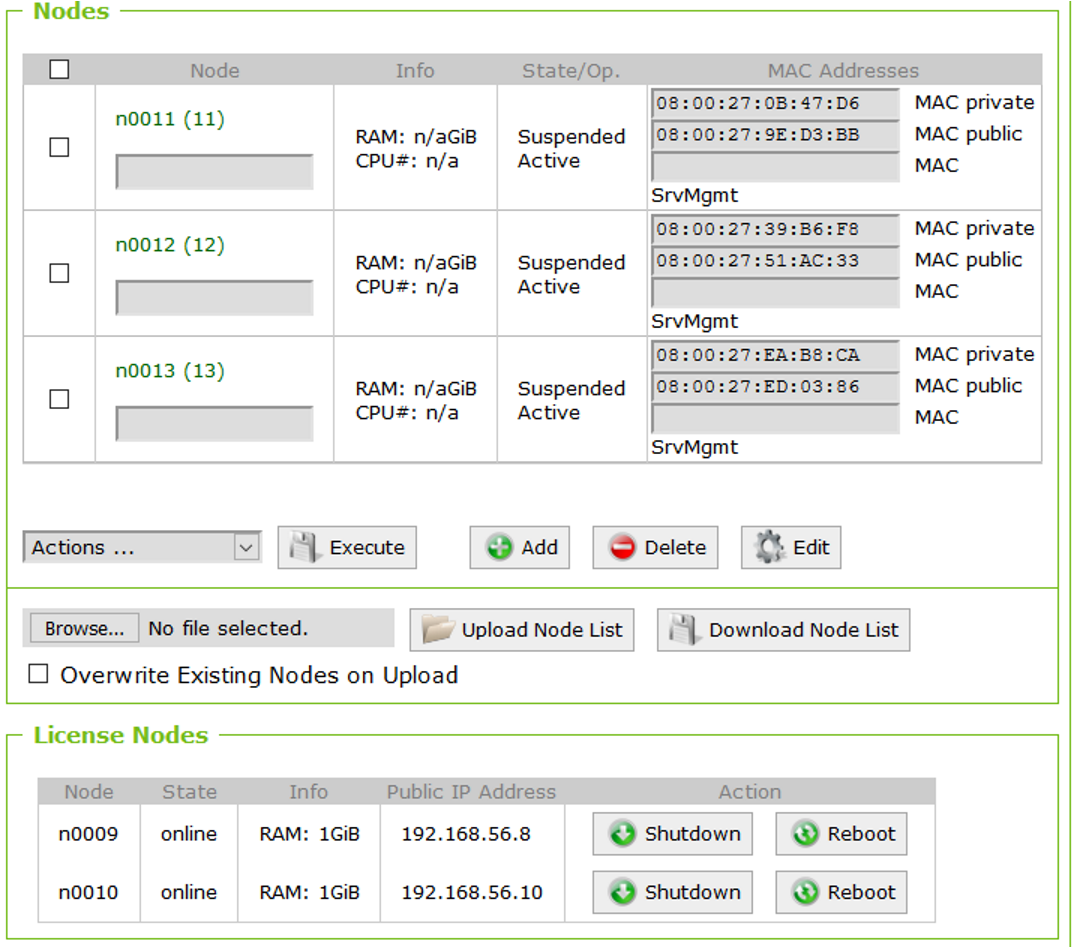 Nodes
Node Info State/Op. MAC Addresses
n0011 (11)
RAM: n/aGiB
CPU#: n/a
Suspended
Active
08:00:27:0B:47:D6 MAC private
08:00:27:9E:D3:BB MAC public
MAC
SrvMgmt
n0012 (12)
RAM: n/aGiB
CPU#: n/a
Suspended
Active
08:00:27:39:B6:F8 MAC private
08:00:27:51:AC:33 MAC public
MAC
SrvMgmt
n0013 (13)
RAM: n/aGiB
CPU#: n/a
Suspended
Active
08:00:27:EA:B8:CA MAC private
08:00:27:ED:03:86 MAC public
MAC
SrvMgmt
Actions ... Execute Add Delete Edit
Browse... No file selected. Upload Node List Download Node List
Overwrite Existing Nodes on Upload
License Nodes
Node State Info Public IP Address Action
n0009 online RAM: 1GiB 192.168.56.8 Shutdown Reboot
n0010 online RAM: 1GiB 192.168.56.10 Shutdown Reboot